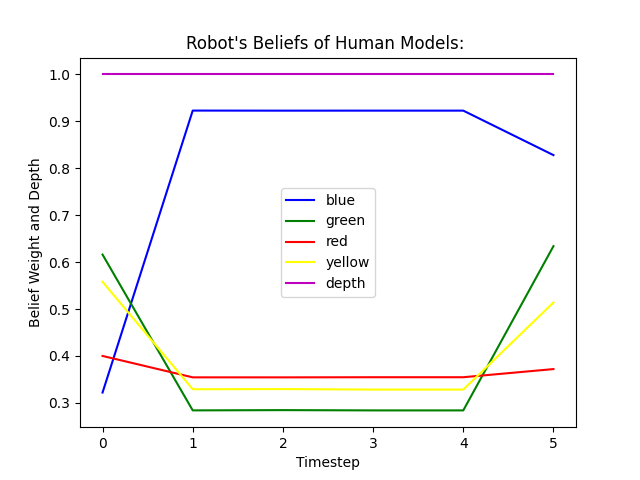 Robot's Beliefs of Human Models:
Belief Weight and Depth
1.0
0.9
0.8
0.7
0.6
0.5
0.4
0.3
blue
green
red
yellow
depth
0 1 2 3 4 5
Timestep